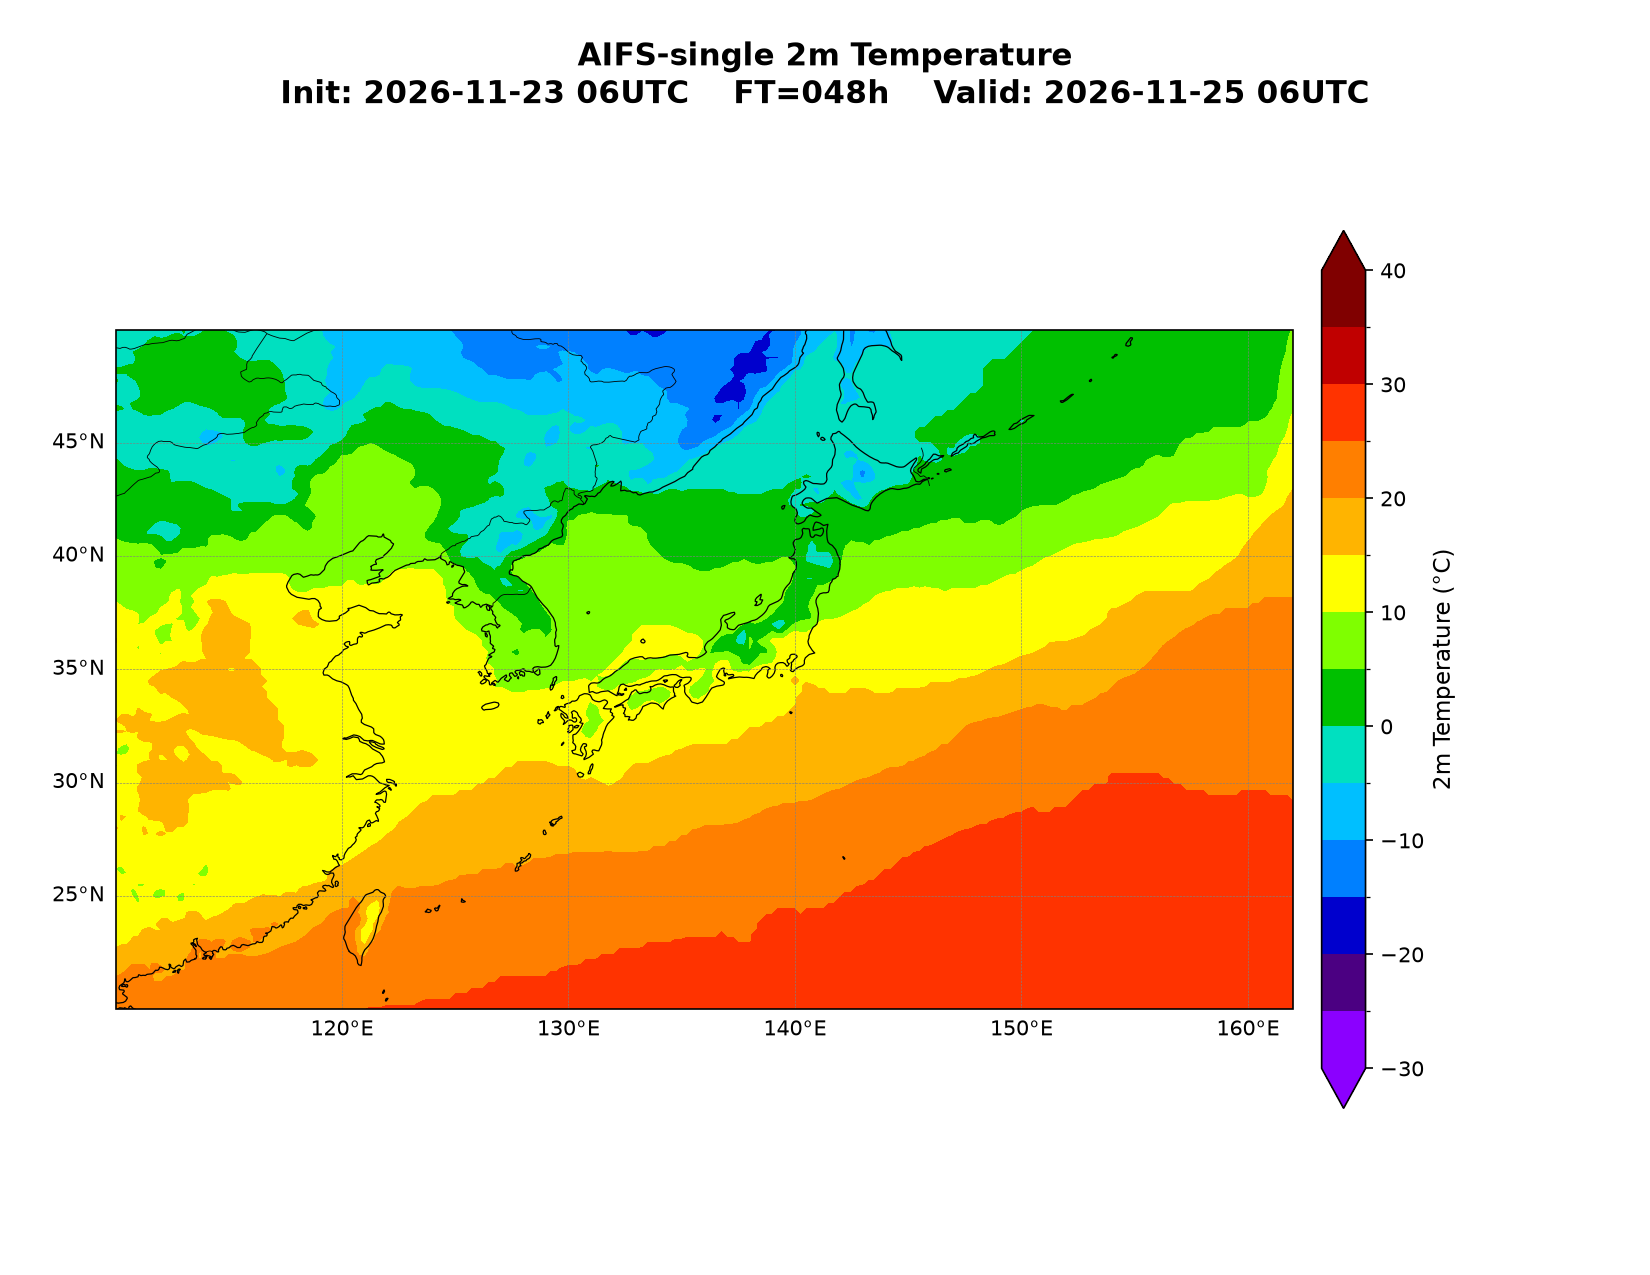 AIFS-single 2m Temperature
Init: 2026-11-23 06UTC    FT=048h    Valid: 2026-11-25 06UTC
45°N
40°N
35°N
30°N
25°N
120°E
130°E
140°E
150°E
160°E
40
30
20
10
0
−10
−20
−30
2m Temperature (°C)